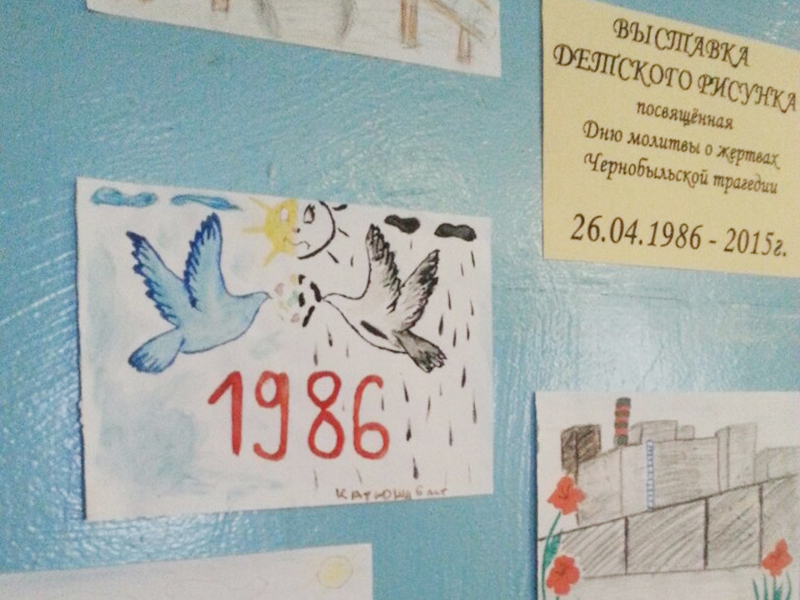 ВЫСТАВКА
ДЕТСКОГО РИСУНКА
посвящённая
Дню молитвы о жертвах
Чернобыльской трагедии
26.04.1986 - 2015г.
1986